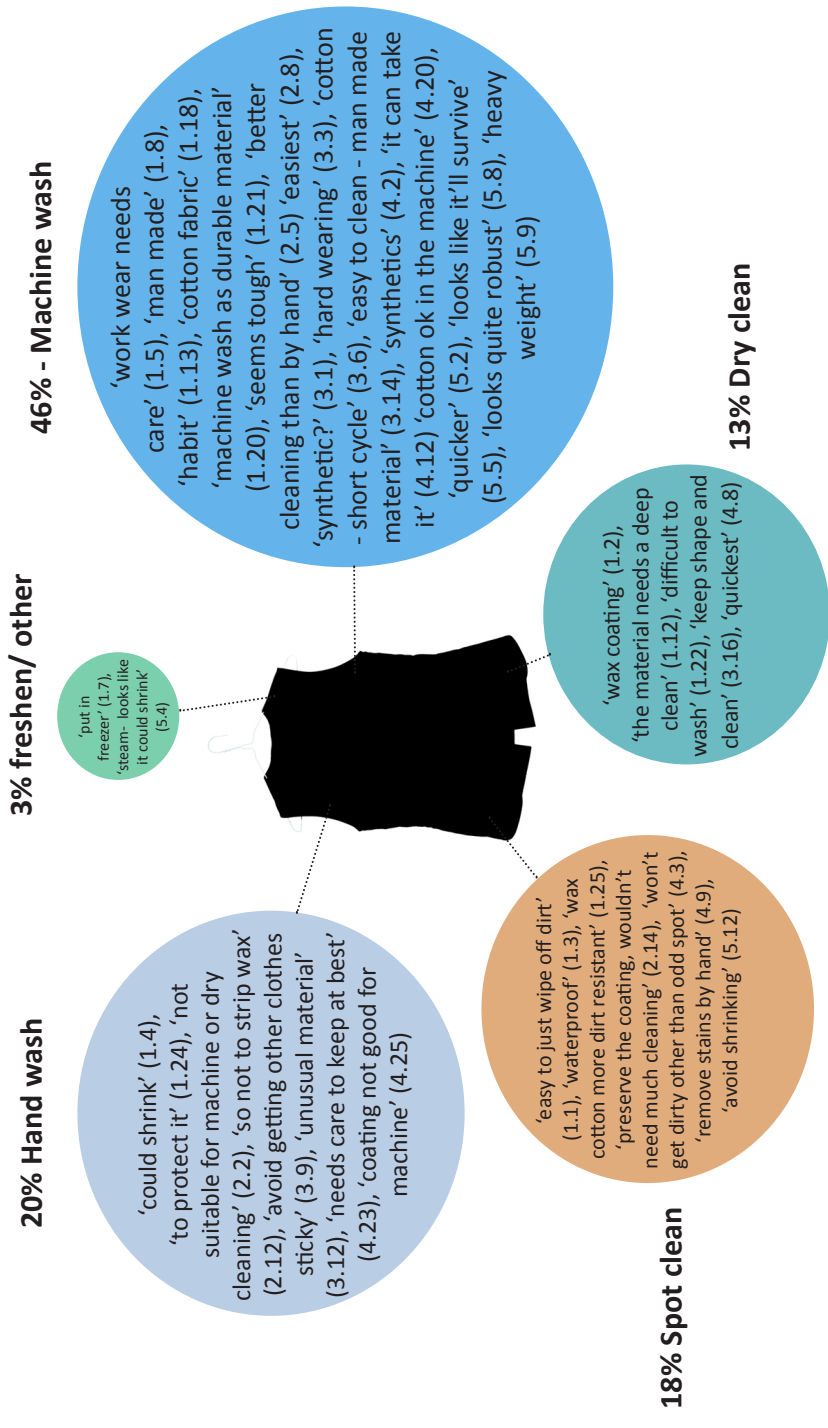 20% Hand wash
‘could shrink’ (1.4),
‘to protect it’ (1.24), ‘not
suitable for machine or dry
cleaning’ (2.2), ‘so not to strip wax’
(2.12), ‘avoid getting other clothes
sticky’ (3.9), ‘unusual material’
(3.12), ‘needs care to keep at best’
(4.23), ‘coating not good for
machine’ (4.25)
3% freshen/ other
‘put in
freezer’ (1.7),
‘steam- looks like
it could shrink’
(5.4)
46% - Machine wash
‘work wear needs
care’ (1.5), ‘man made’ (1.8),
‘habit’ (1.13), ‘cotton fabric’ (1.18),
‘machine wash as durable material’
(1.20), ‘seems tough’ (1.21), ‘better
cleaning than by hand’ (2.5) ‘easiest’ (2.8),
‘synthetic?’ (3.1), ‘hard wearing’ (3.3), ‘cotton
- short cycle’ (3.6), ‘easy to clean - man made
material’ (3.14), ‘synthetics’ (4.2), ‘it can take
it’ (4.12) ‘cotton ok in the machine’ (4.20),
‘quicker’ (5.2), ‘looks like it’ll survive’
(5.5), ‘looks quite robust’ (5.8), ‘heavy
weight’ (5.9)
18% Spot clean
‘easy to just wipe off dirt’
(1.1), ‘waterproof’ (1.3), ‘wax
cotton more dirt resistant’ (1.25),
‘preserve the coating, wouldn’t
need much cleaning’ (2.14), ‘won’t
get dirty other than odd spot’ (4.3),
‘remove stains by hand’ (4.9),
‘avoid shrinking’ (5.12)
13% Dry clean
‘wax coating’ (1.2),
‘the material needs a deep
clean’ (1.12), ‘difficult to
wash’ (1.22), ‘keep shape and
clean’ (3.16), ‘quickest’ (4.8)